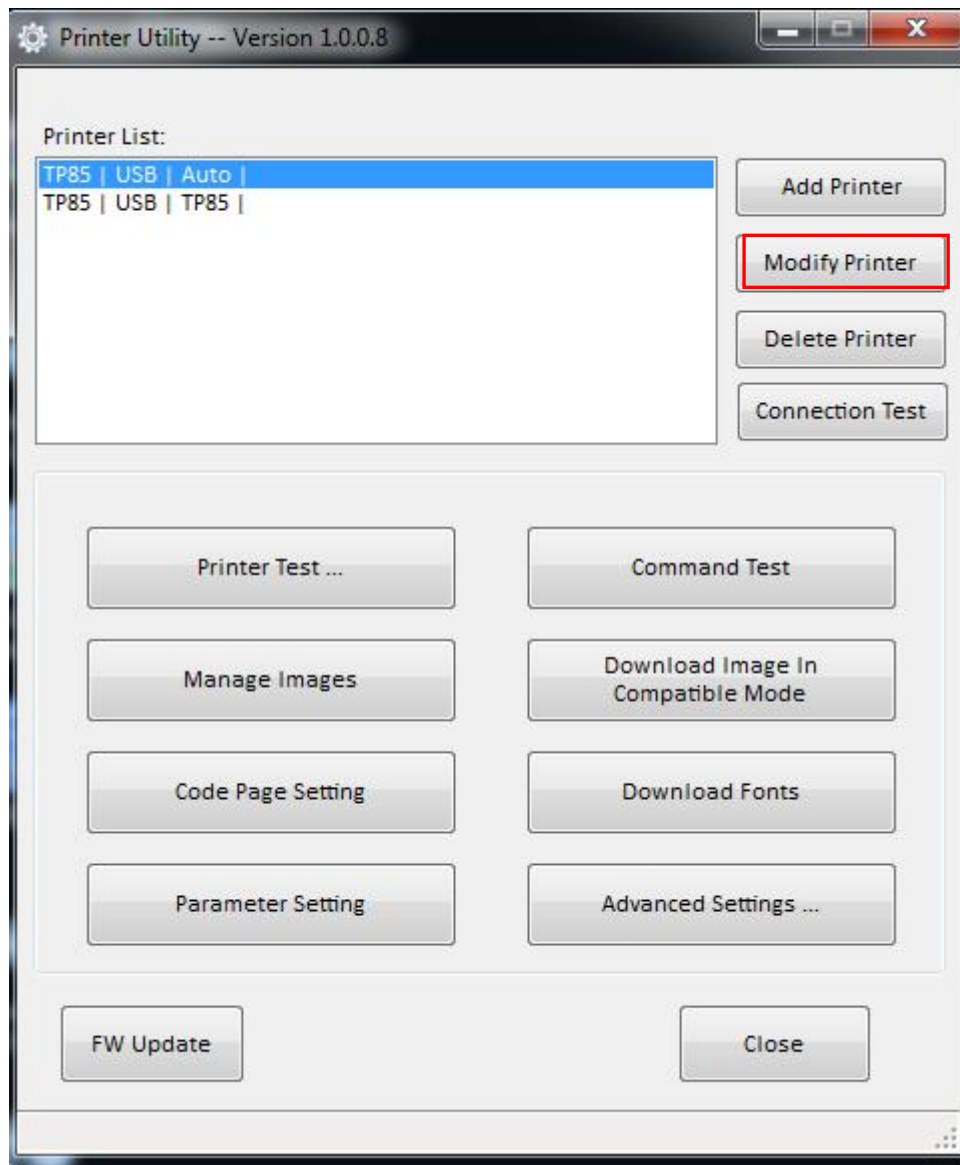 Printer Utility -- Version 1.0.0.8
Printer List:
TP85 | USB | Auto |
TP85 | USB | TP85 |
Add Printer
Modify Printer
Delete Printer
Connection Test
Printer Test ...
Command Test
Manage Images
Download Image In
Compatible Mode
Code Page Setting
Download Fonts
Parameter Setting
Advanced Settings ...
FW Update
Close